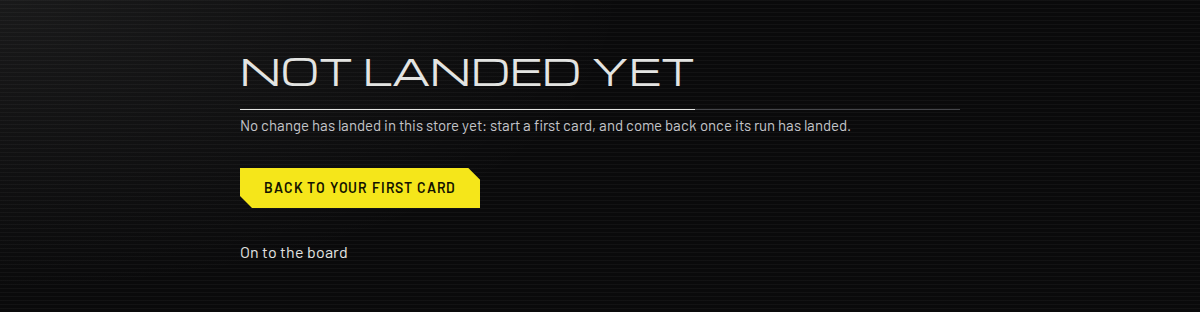 NOT LANDED YET
No change has landed in this store yet: start a first card, and come back once its run has landed.
BACK TO YOUR FIRST CARD
On to the board